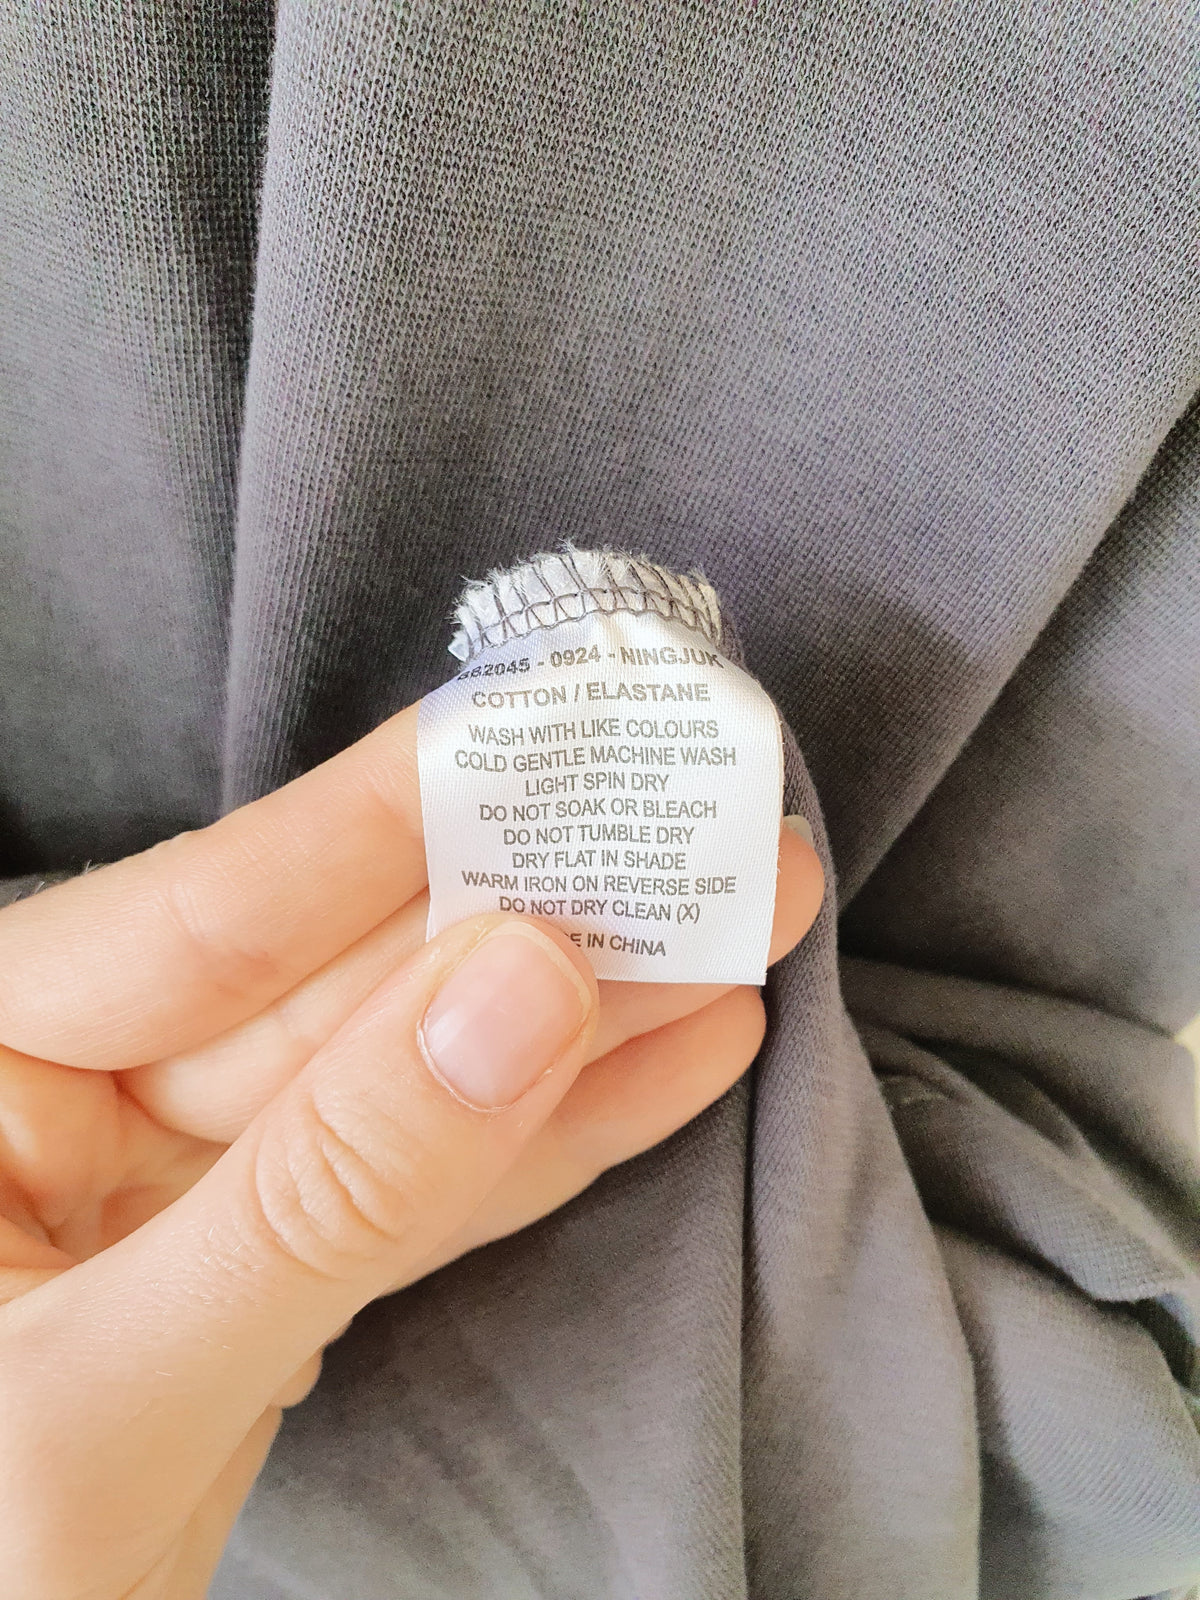 - 0924 - NINGJUK
COTTON / ELASTANE
WASH WITH LIKE COLOURS
COLD GENTLE MACHINE WASH
LIGHT SPIN DRY
DO NOT SOAK OR BLEACH
DO NOT TUMBLE DRY
DRY FLAT IN SHADE
WARM IRON ON REVERSE SIDE
DO NOT DRY CLEAN (X)
IN CHINA